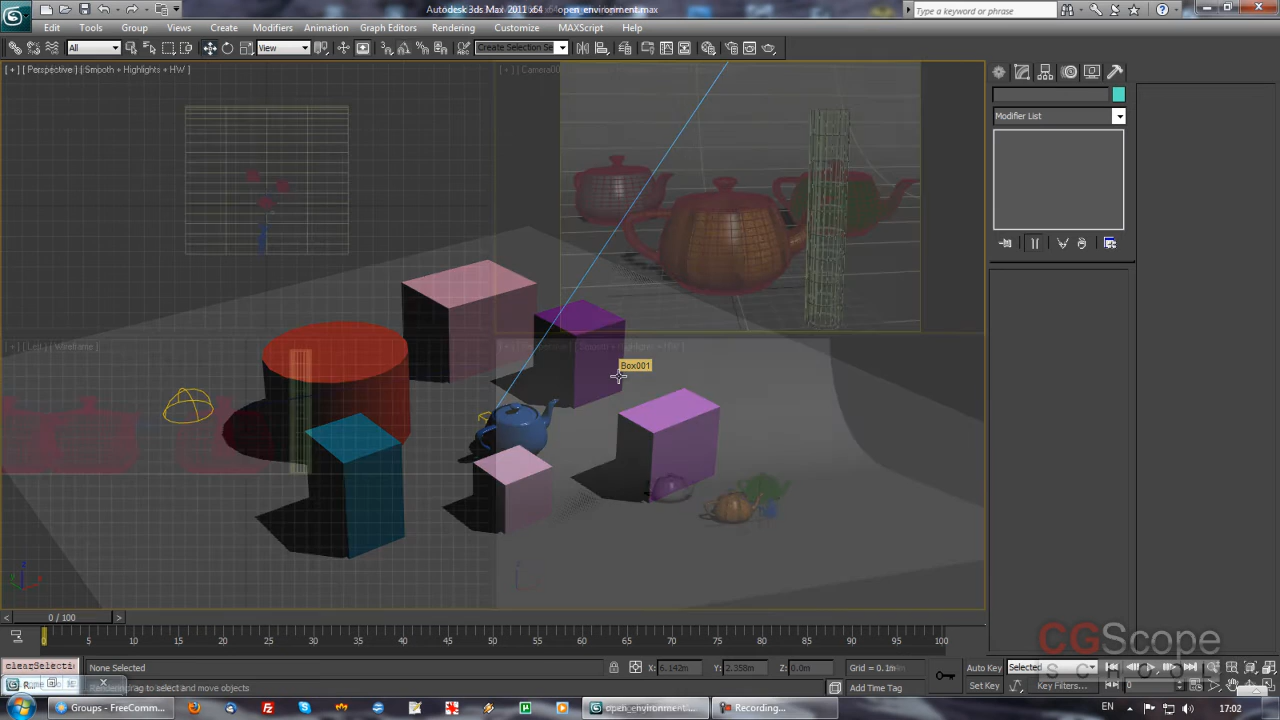 Autodesk 3ds Max 2011 x64
open_environment.max
Type a keyword or phrase
Edit Tools Group Views Create Modifiers Animation Graph Editors Rendering Customize MAXScript Help
All
View
Create Selection Se
[ + ] [ Perspective ] [ Smooth + Highlights + HW ]
Modifier List
Box001
[ + ] [ Left ] [ Wireframe ]
0 / 100
0 5 10 15 20 25 30 35 40 45 50 55 60 65 70 75 80 85 90 95 100
CGScope
SCHOOL
clearSelecti
None Selected
X: 6.142m
Y: 2.358m
Z: 0.0m
Grid = 0.1m
Auto Key
Selected
drag to select and move objects
Add Time Tag
Set Key
Key Filters...
0
R...
Groups - FreeComm...
open_environment....
Recording...
EN
17:02